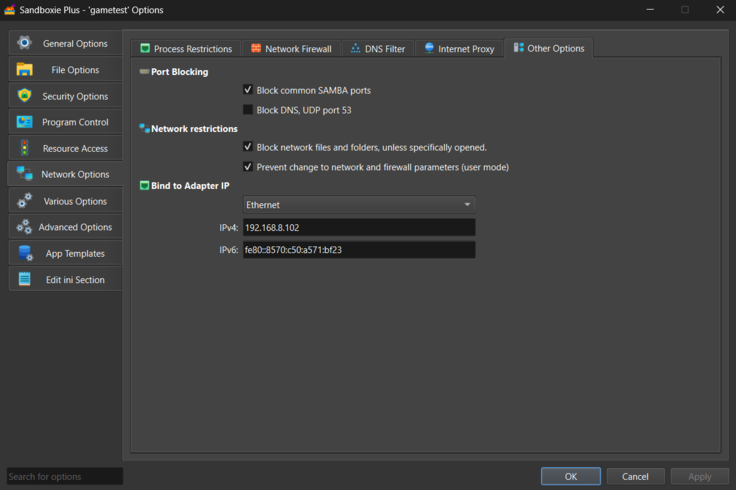 Sandboxie Plus - 'gametest' Options
General Options
File Options
Security Options
Program Control
Resource Access
Network Options
Various Options
Advanced Options
App Templates
Edit ini Section
Process Restrictions Network Firewall DNS Filter Internet Proxy Other Options
Port Blocking
Block common SAMBA ports
Block DNS, UDP port 53
Network restrictions
Block network files and folders, unless specifically opened.
Prevent change to network and firewall parameters (user mode)
Bind to Adapter IP
Ethernet
IPv4: 192.168.8.102
IPv6: fe80::8570:c50:a571:bf23
Search for options
OK Cancel Apply